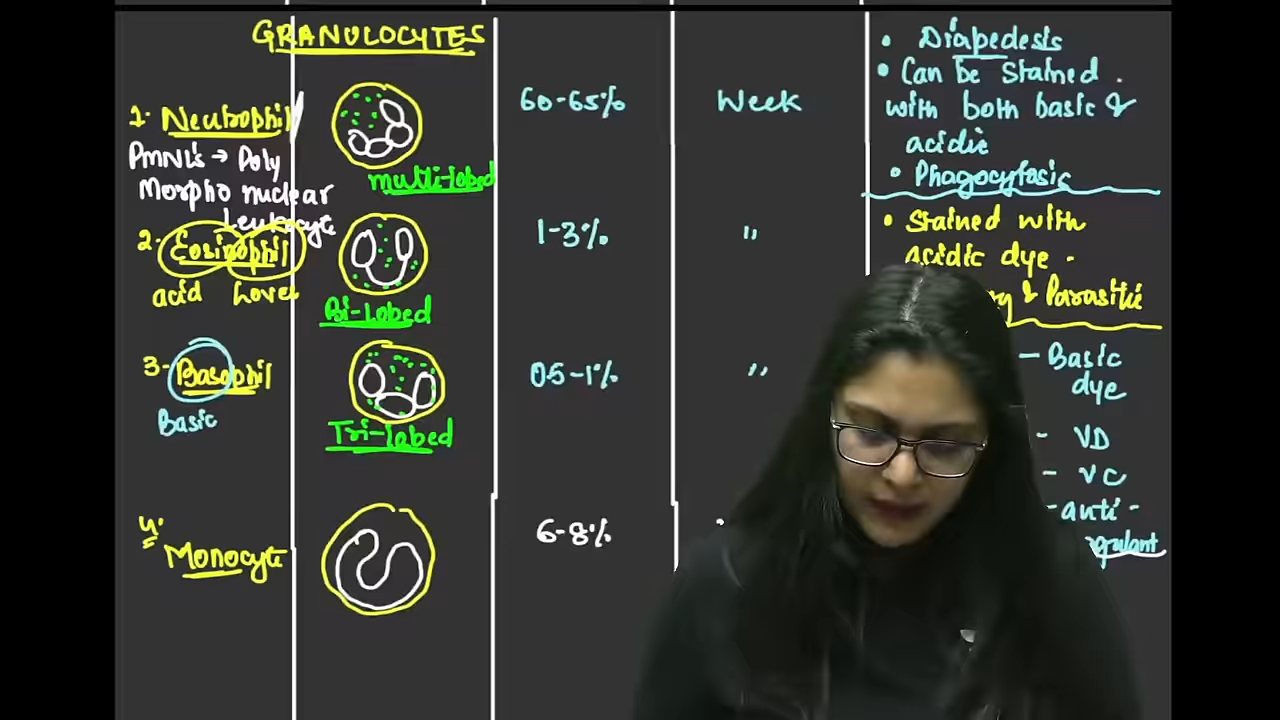 GRANULOCYTES
1. Neutrophil
PMNL's → Poly
Morpho nuclear
Leukocyte
multi-lobed
60-65%
Week
• Diapedesis
• Can be stained.
with both basic &
acidic
• Phagocytosis
2- Eosinophil
acid Lover
Bi-Lobed
1-3%
"
• Stained with
acidic dye.
& Parasitic
3- Basophil
Basic
Tri-lobed
0.5-1%
"
- Basic
dye
- VD
- VC
- anti-
4.
Monocyte
6-8%